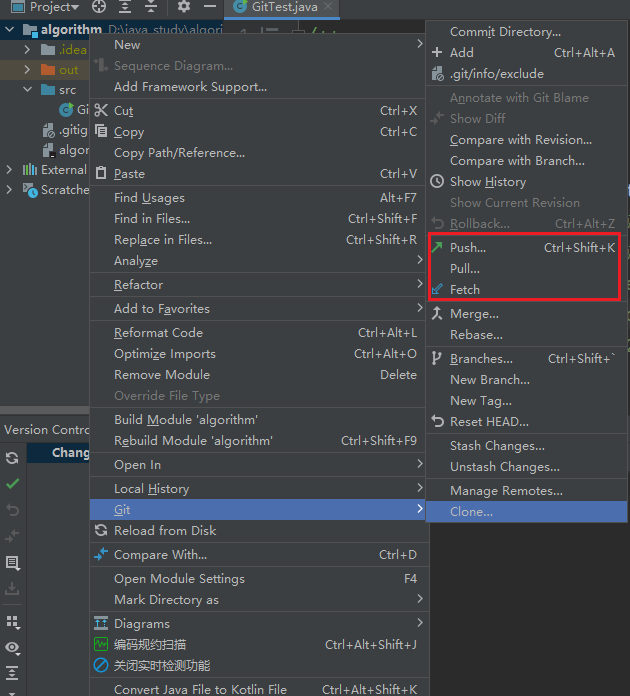 Project
GitTest.java
algorithm D:\java_study\algori
.idea
out
src
Gi
.gitig
algor
External
Scratche
Version Contro
Chang
New
Sequence Diagram...
Add Framework Support...
Cut Ctrl+X
Copy Ctrl+C
Copy Path/Reference...
Paste Ctrl+V
Find Usages Alt+F7
Find in Files... Ctrl+Shift+F
Replace in Files... Ctrl+Shift+R
Analyze
Refactor
Add to Favorites
Reformat Code Ctrl+Alt+L
Optimize Imports Ctrl+Alt+O
Remove Module Delete
Override File Type
Build Module 'algorithm'
Rebuild Module 'algorithm' Ctrl+Shift+F9
Open In
Local History
Git
Reload from Disk
Compare With... Ctrl+D
Open Module Settings F4
Mark Directory as
Diagrams
编码规约扫描 Ctrl+Alt+Shift+J
关闭实时检测功能
Convert Java File to Kotlin File Ctrl+Alt+Shift+K
Commit Directory...
Add Ctrl+Alt+A
.git/info/exclude
Annotate with Git Blame
Show Diff
Compare with Revision...
Compare with Branch...
Show History
Show Current Revision
Rollback... Ctrl+Alt+Z
Push... Ctrl+Shift+K
Pull...
Fetch
Merge...
Rebase...
Branches... Ctrl+Shift+`
New Branch...
New Tag...
Reset HEAD...
Stash Changes...
Unstash Changes...
Manage Remotes...
Clone...